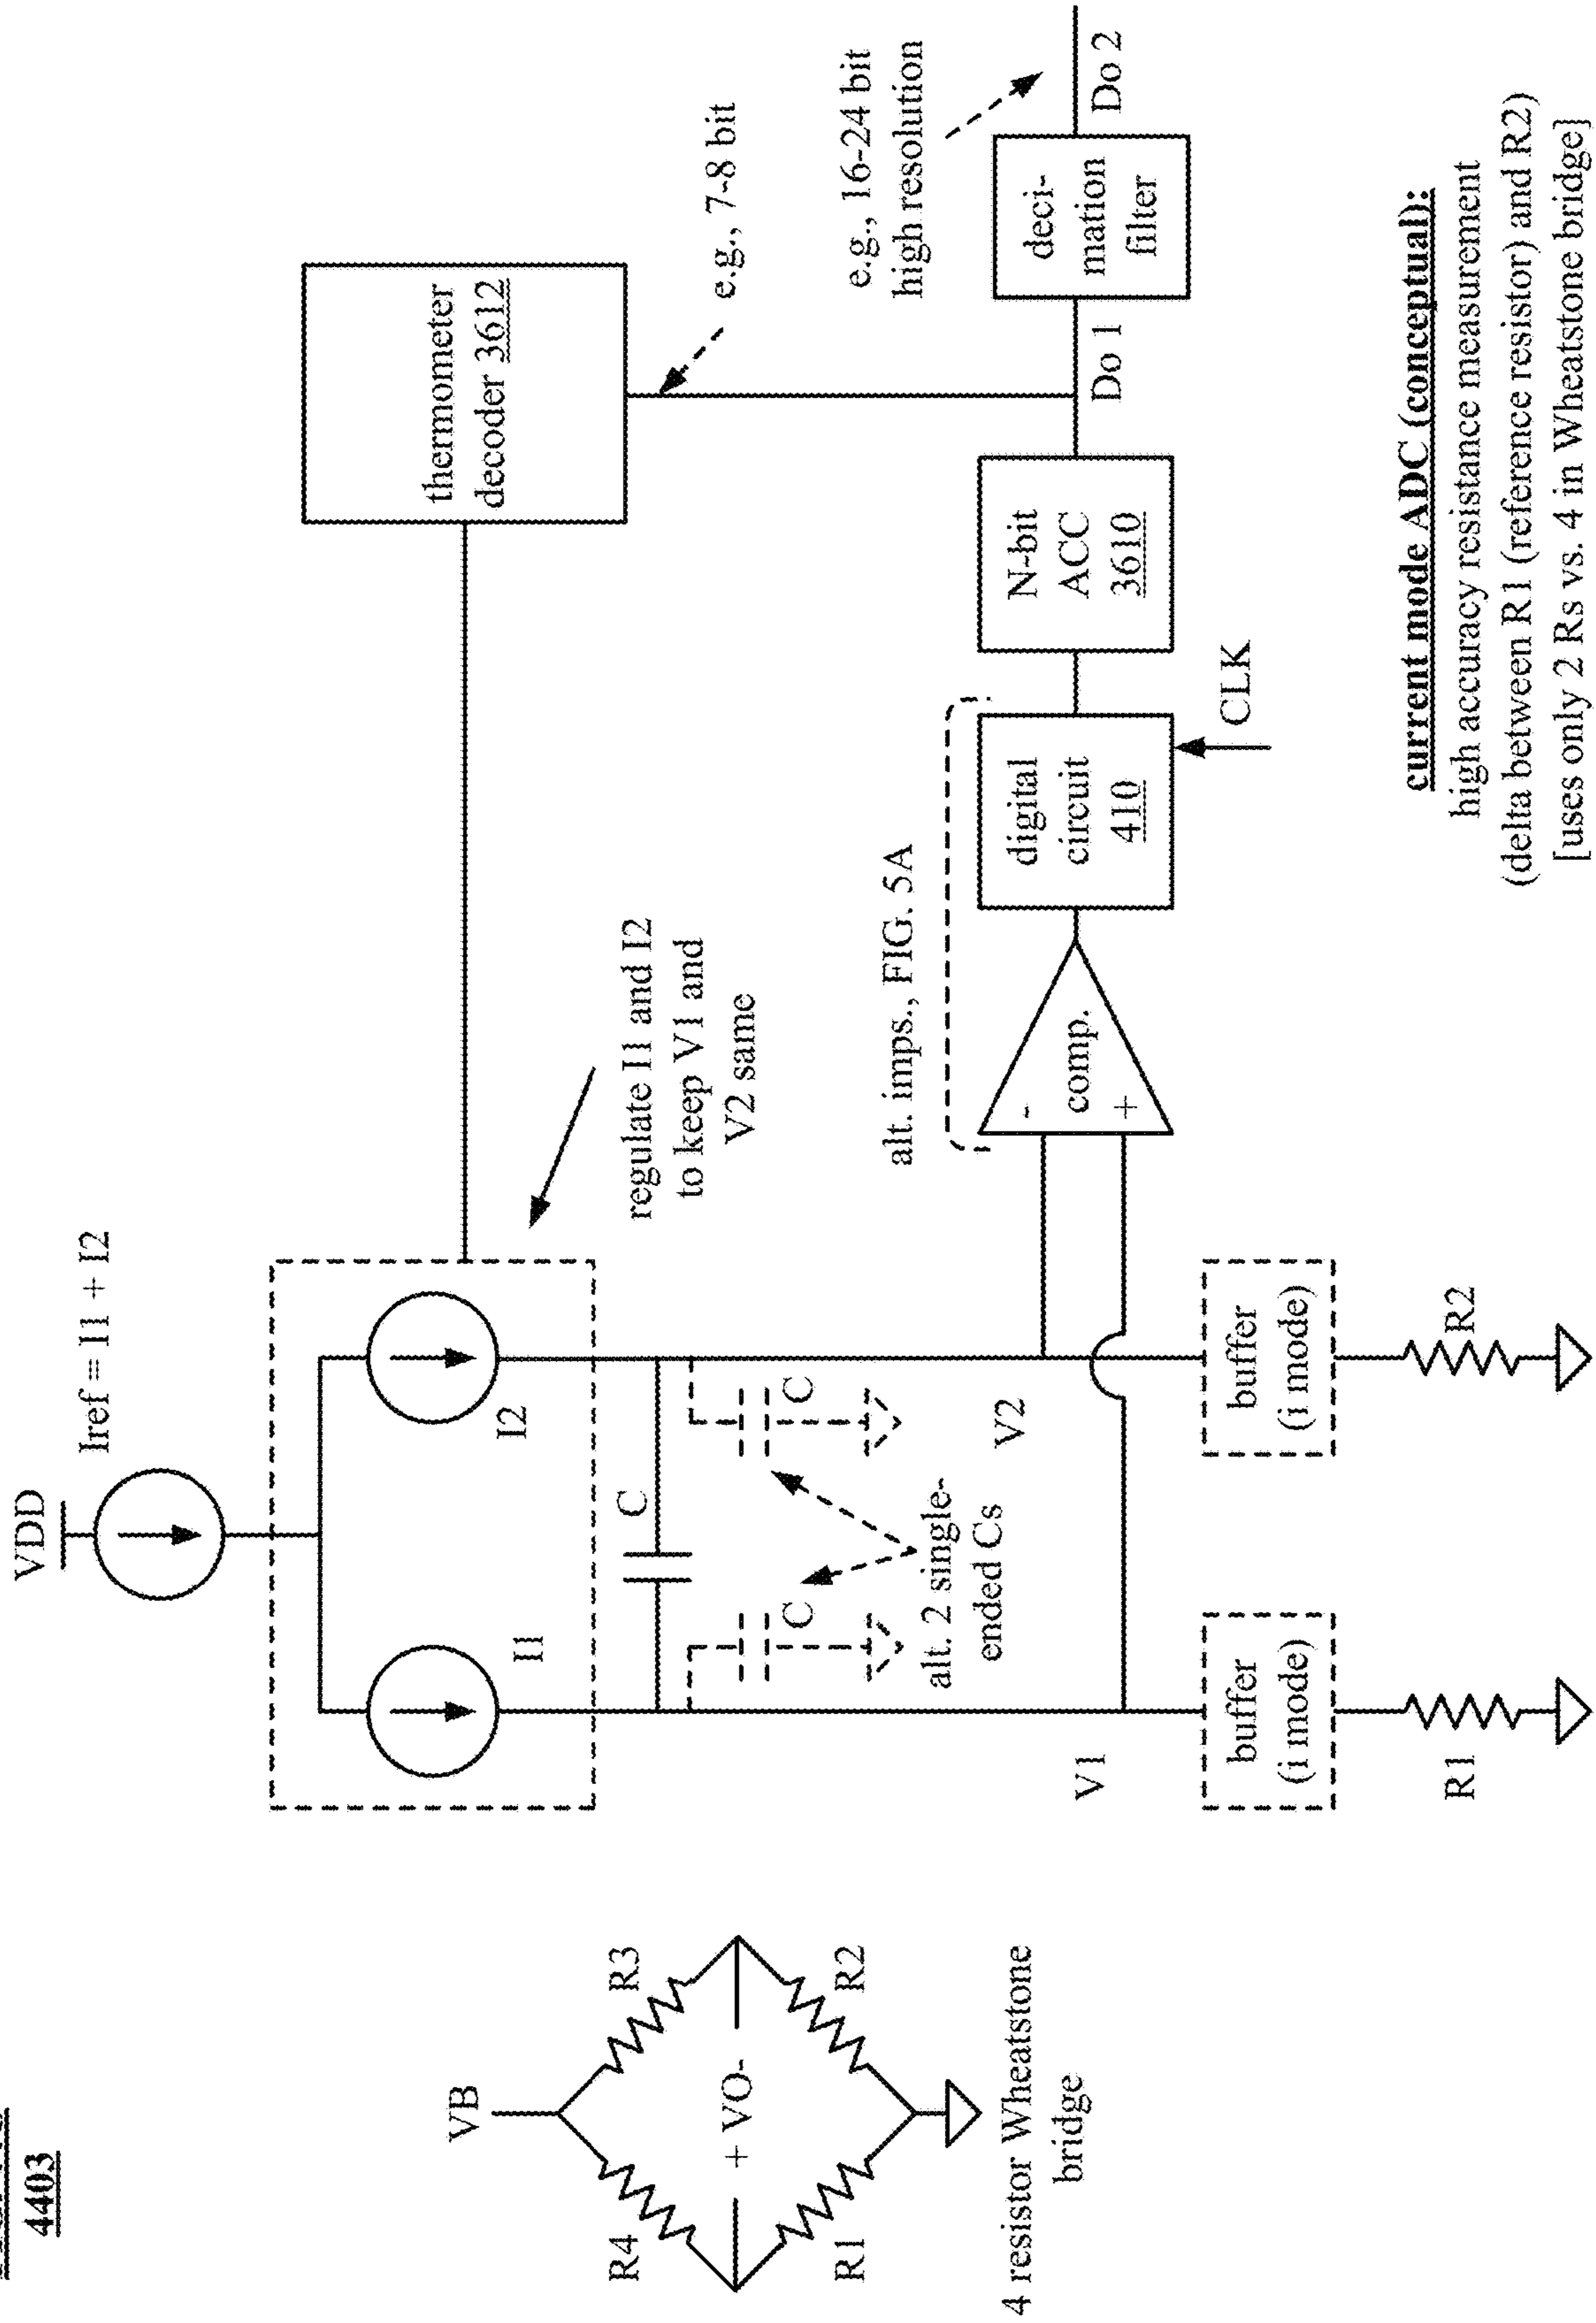 4403
VDD
Iref = I1 + I2
I1
I2
regulate I1 and I2
to keep V1 and
V2 same
thermometer
decoder 3612
e.g., 7-8 bit
e.g., 16-24 bit
high resolution
C
C
C
alt. 2 single-
ended Cs
V1
V2
alt. imps., FIG. 5A
-
comp.
+
digital
circuit
410
CLK
N-bit
ACC
3610
Do 1
deci-
mation
filter
Do 2
buffer
(i mode)
buffer
(i mode)
R1
R2
VB
R4
R3
+ VO-
R1
R2
4 resistor Wheatstone
bridge
current mode ADC (conceptual):
high accuracy resistance measurement
(delta between R1 (reference resistor) and R2)
[uses only 2 Rs vs. 4 in Wheatstone bridge]